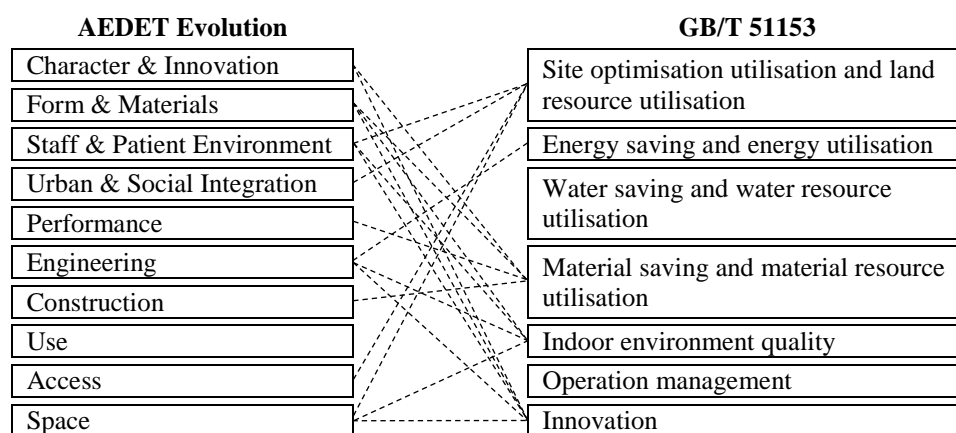 AEDET Evolution
Character & Innovation
Form & Materials
Staff & Patient Environment
Urban & Social Integration
Performance
Engineering
Construction
Use
Access
Space
GB/T 51153
Site optimisation utilisation and land
resource utilisation
Energy saving and energy utilisation
Water saving and water resource
utilisation
Material saving and material resource
utilisation
Indoor environment quality
Operation management
Innovation